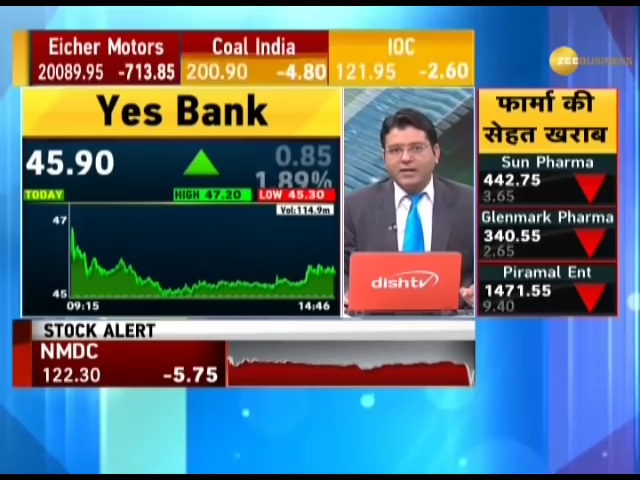 Eicher Motors
20089.95 -713.85
Coal India
200.90 -4.80
IOC
121.95 -2.60
ZEE BUSINESS
Yes Bank
45.90
0.85
1.89%
TODAY
HIGH 47.20
LOW 45.30
Vol:114.9m
47
45
09:15
14:46
dishtv
फार्मा की
सेहत खराब
Sun Pharma
442.75
3.65
Glenmark Pharma
340.55
2.65
Piramal Ent
1471.55
9.40
STOCK ALERT
NMDC
122.30 -5.75